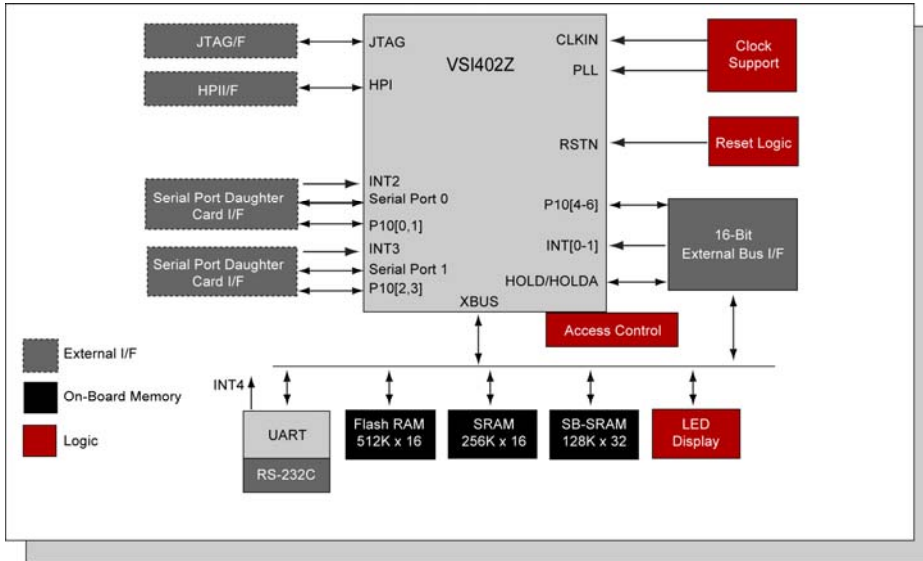 VSI402Z
JTAG/F
JTAG
HPII/F
HPI
CLKIN
PLL
Clock
Support
RSTN
Reset Logic
Serial Port Daughter
Card I/F
INT2
Serial Port 0
P10[0,1]
Serial Port Daughter
Card I/F
INT3
Serial Port 1
P10[2,3]
P10[4-6]
INT[0-1]
HOLD/HOLDA
16-Bit
External Bus I/F
XBUS
Access Control
External I/F
On-Board Memory
Logic
INT4
UART
RS-232C
Flash RAM
512K x 16
SRAM
256K x 16
SB-SRAM
128K x 32
LED
Display